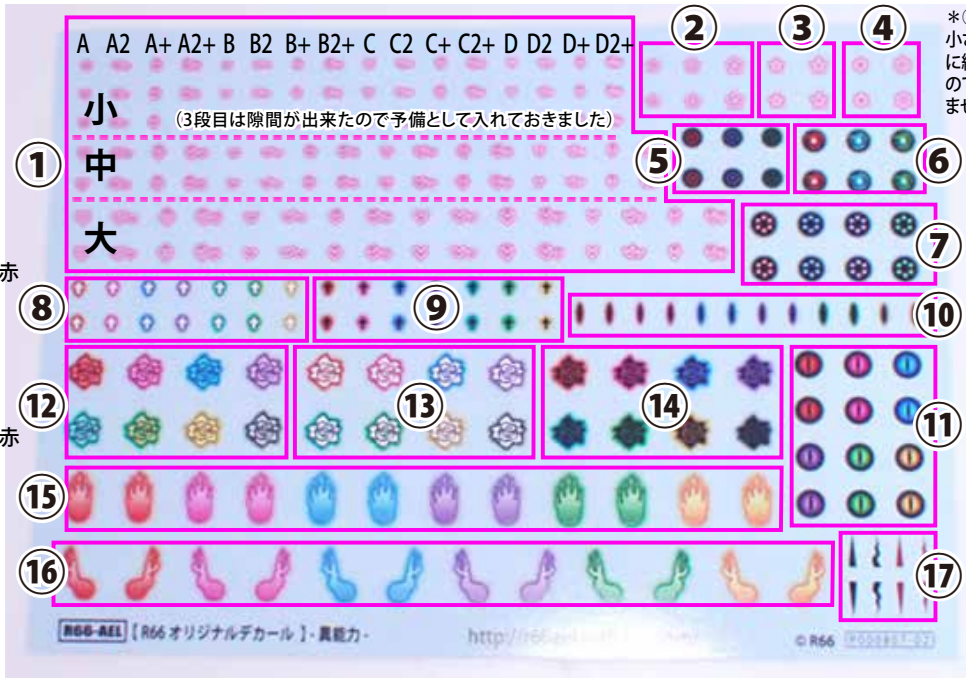 A A2 A+ A2+ B B2 B+ B2+ C C2 C+ C2+ D D2 D+ D2+
② ③ ④
小
(3段目は隙間が出来たので予備として入れておきました)
① 中
⑤ ⑥
大
⑦
赤
⑧ ⑨ ⑩
⑫ ⑬ ⑭ ⑪
赤
⑮
⑯ ⑰
R66-AEL 【 R66 オリジナルデカール 】 - 異能力 -
© R66